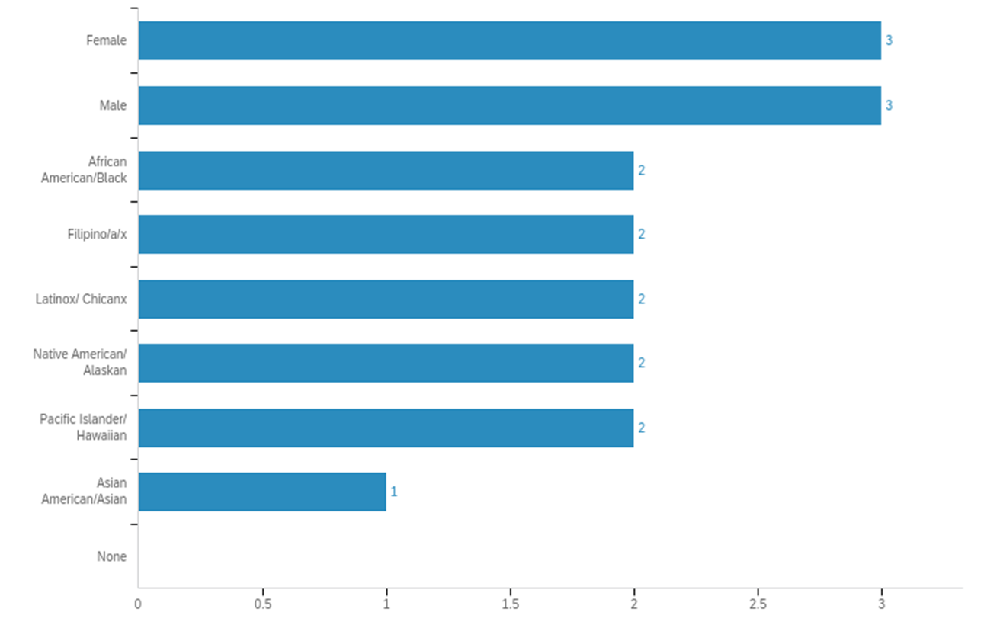 Female
3
Male
3
African
American/Black
2
Filipino/a/x
2
Latinox/ Chicanx
2
Native American/
Alaskan
2
Pacific Islander/
Hawaiian
2
Asian
American/Asian
1
None
0 0.5 1 1.5 2 2.5 3